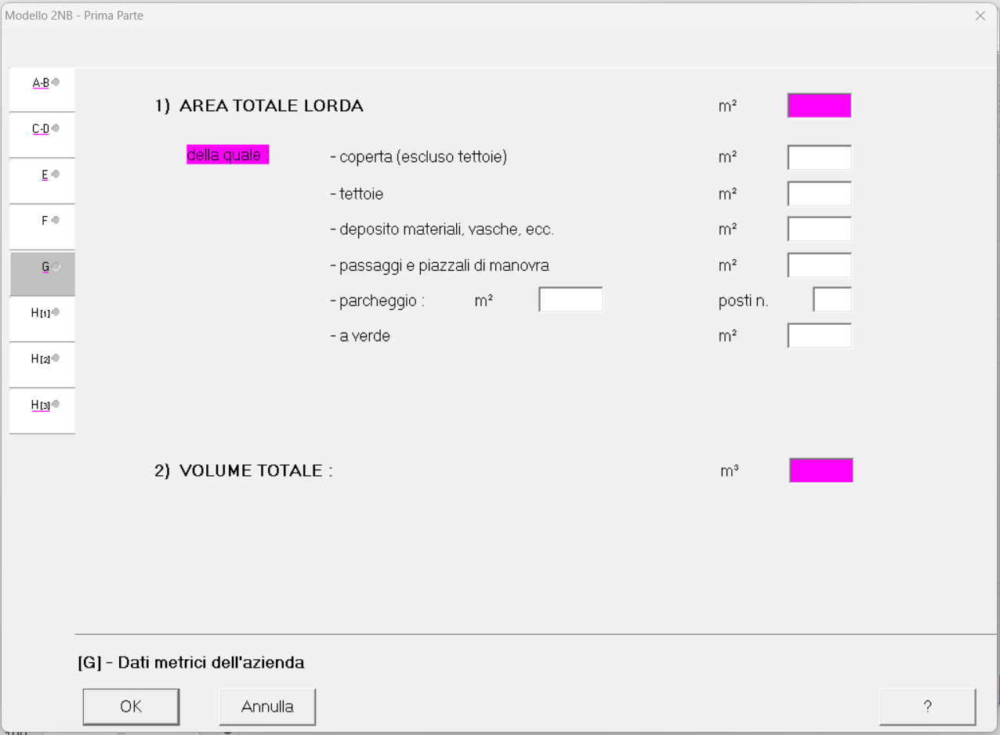 Modello 2NB - Prima Parte
A-B
C-D
E
F
G
H[1]
H[2]
H[3]
1) AREA TOTALE LORDA m²
della quale : - coperta (escluso tettoie) m²
- tettoie m²
- deposito materiali, vasche, ecc. m²
- passaggi e piazzali di manovra m²
- parcheggio : m² posti n.
- a verde m²
2) VOLUME TOTALE : m³
[G] - Dati metrici dell'azienda
OK Annulla ?